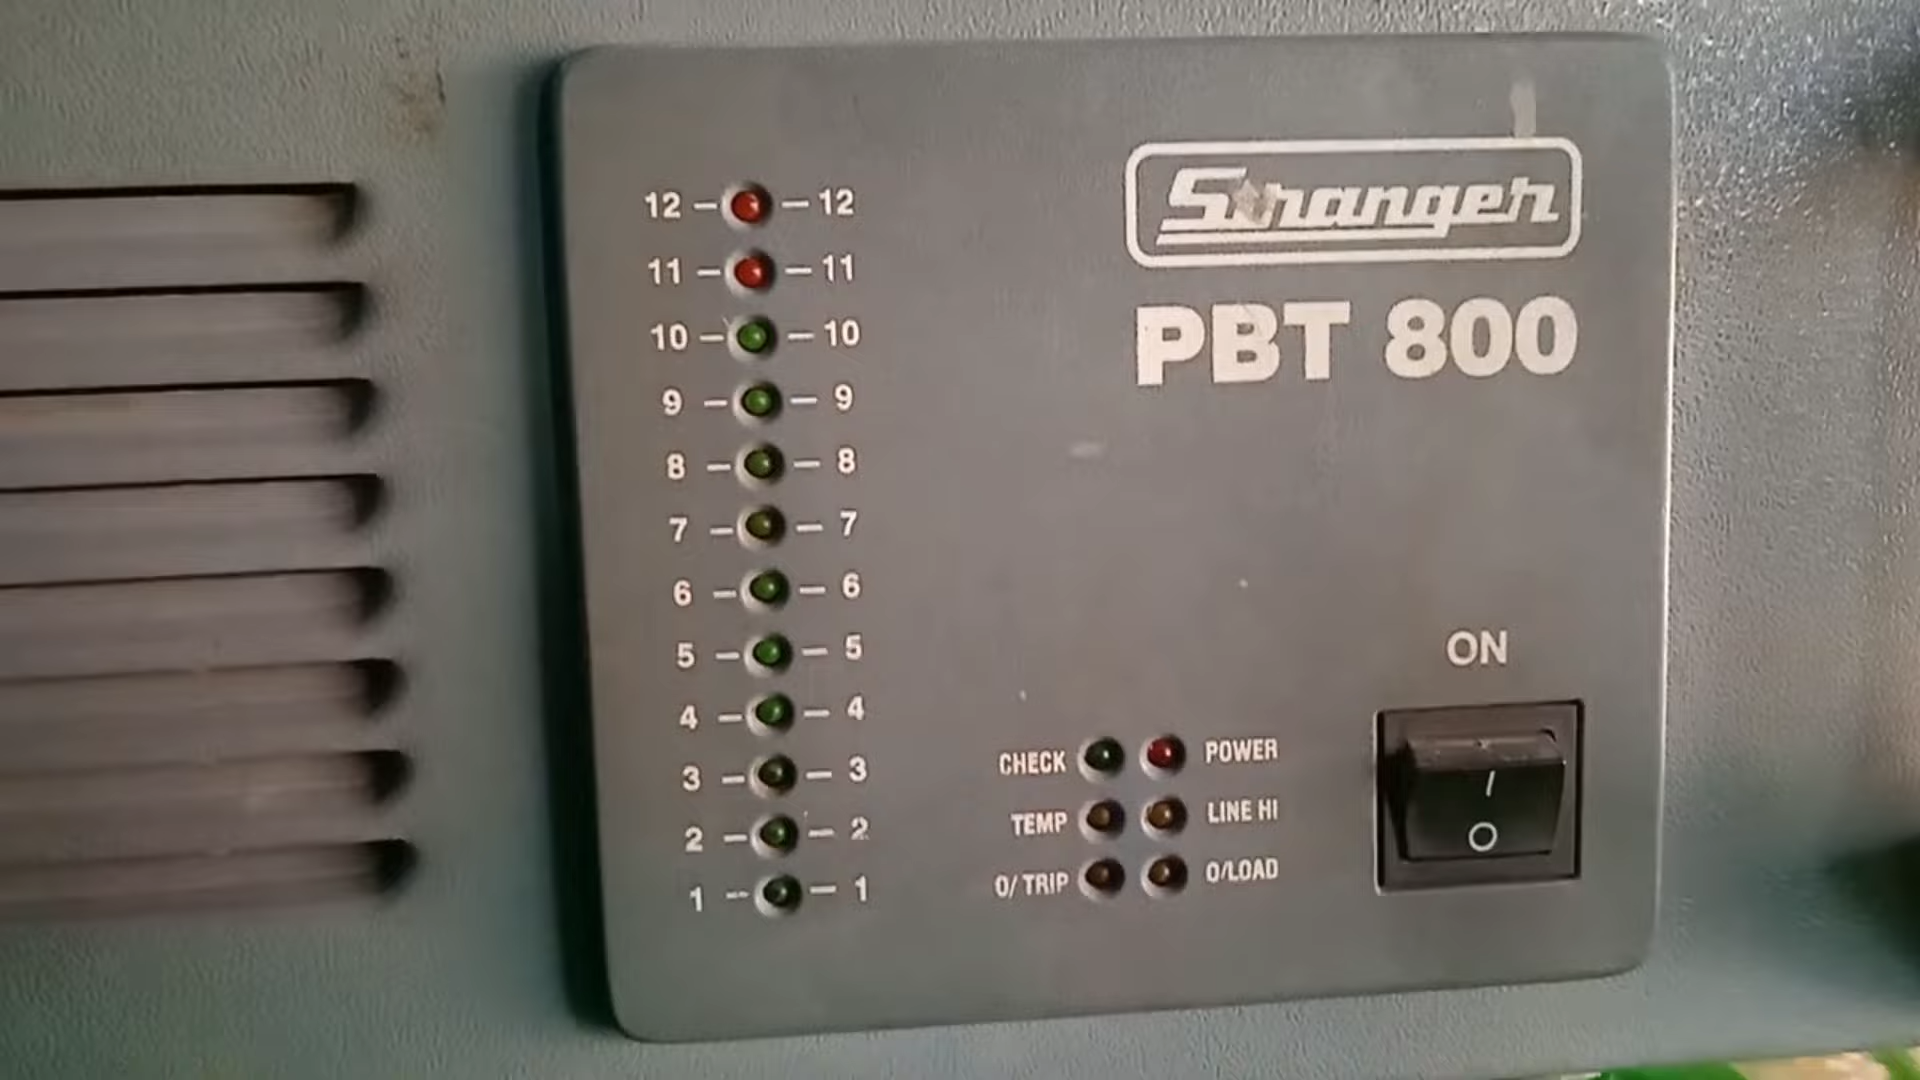 Stranger
PBT 800
12 – – 12
11 – – 11
10 – – 10
9 – – 9
8 – – 8
7 – – 7
6 – – 6
5 – – 5
4 – – 4
3 – – 3
2 – – 2
1 – – 1
ON
CHECK POWER
TEMP LINE HI
O/ TRIP O/LOAD
I
O